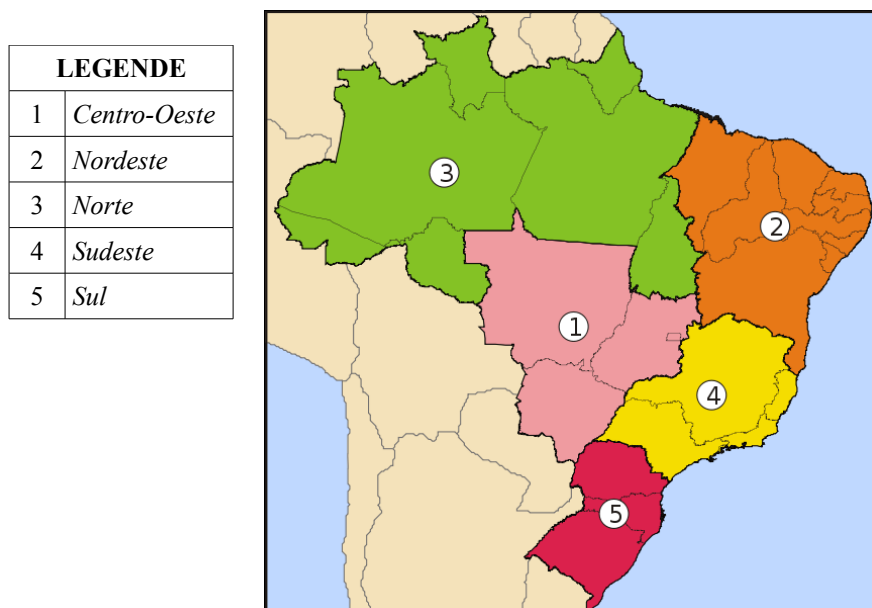 LEGENDE
1 Centro-Oeste
2 Nordeste
3 Norte
4 Sudeste
5 Sul
3
2
1
4
5